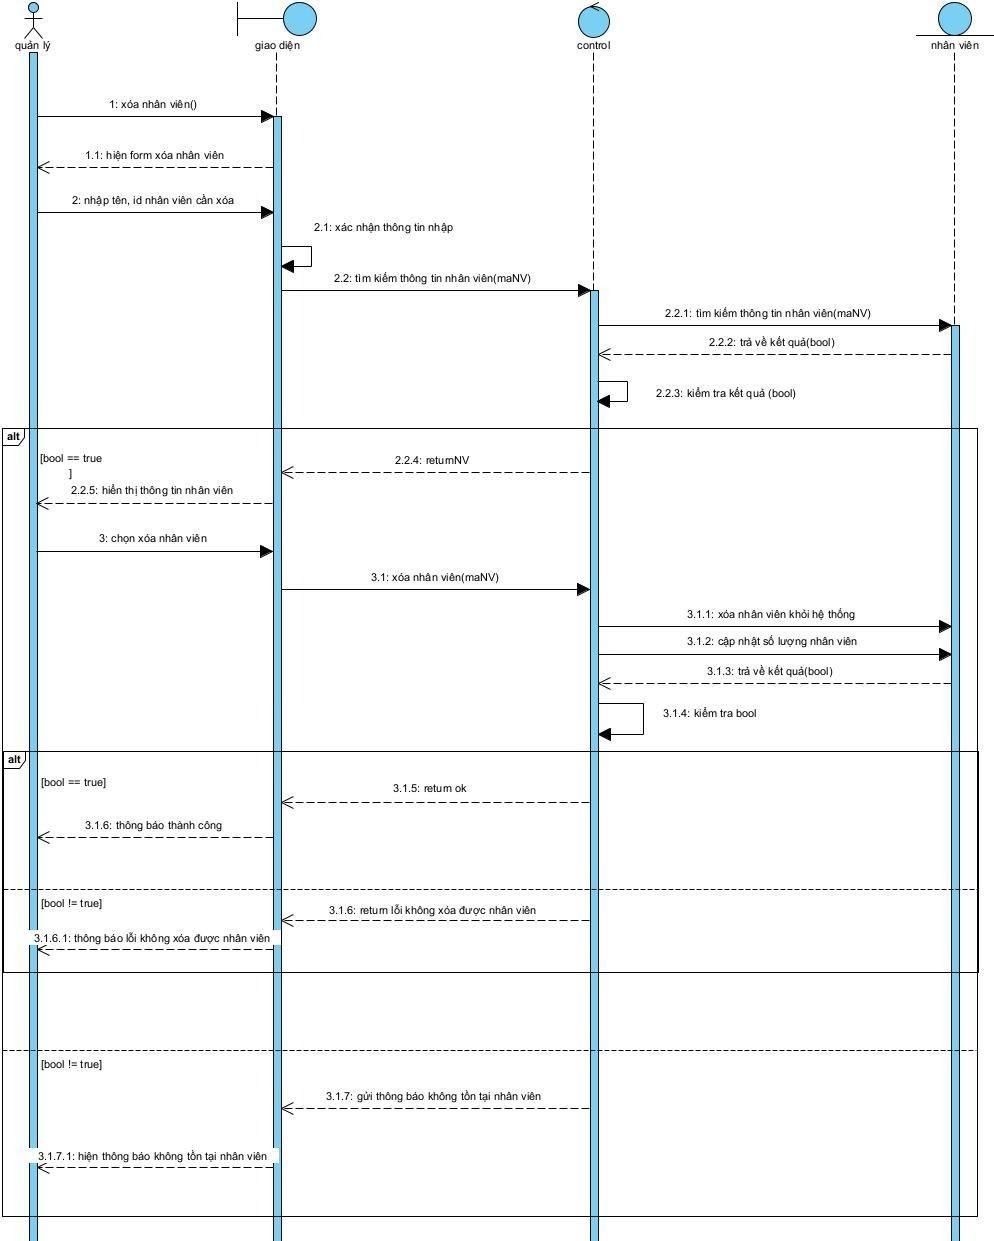 quản lý
giao diện
control
nhân viên
1: xóa nhân viên()
1.1: hiện form xóa nhân viên
2: nhập tên, id nhân viên cần xóa
2.1: xác nhận thông tin nhập
2.2: tìm kiếm thông tin nhân viên(maNV)
2.2.1: tìm kiếm thông tin nhân viên(maNV)
2.2.2: trả về kết quả(bool)
2.2.3: kiểm tra kết quả (bool)
alt
[bool == true
]
2.2.4: returnNV
2.2.5: hiển thị thông tin nhân viên
3: chọn xóa nhân viên
3.1: xóa nhân viên(maNV)
3.1.1: xóa nhân viên khỏi hệ thống
3.1.2: cập nhật số lượng nhân viên
3.1.3: trả về kết quả(bool)
3.1.4: kiểm tra bool
alt
[bool == true]
3.1.5: return ok
3.1.6: thông báo thành công
[bool != true]
3.1.6: return lỗi không xóa được nhân viên
3.1.6.1: thông báo lỗi không xóa được nhân viên
[bool != true]
3.1.7: gửi thông báo không tồn tại nhân viên
3.1.7.1: hiện thông báo không tồn tại nhân viên